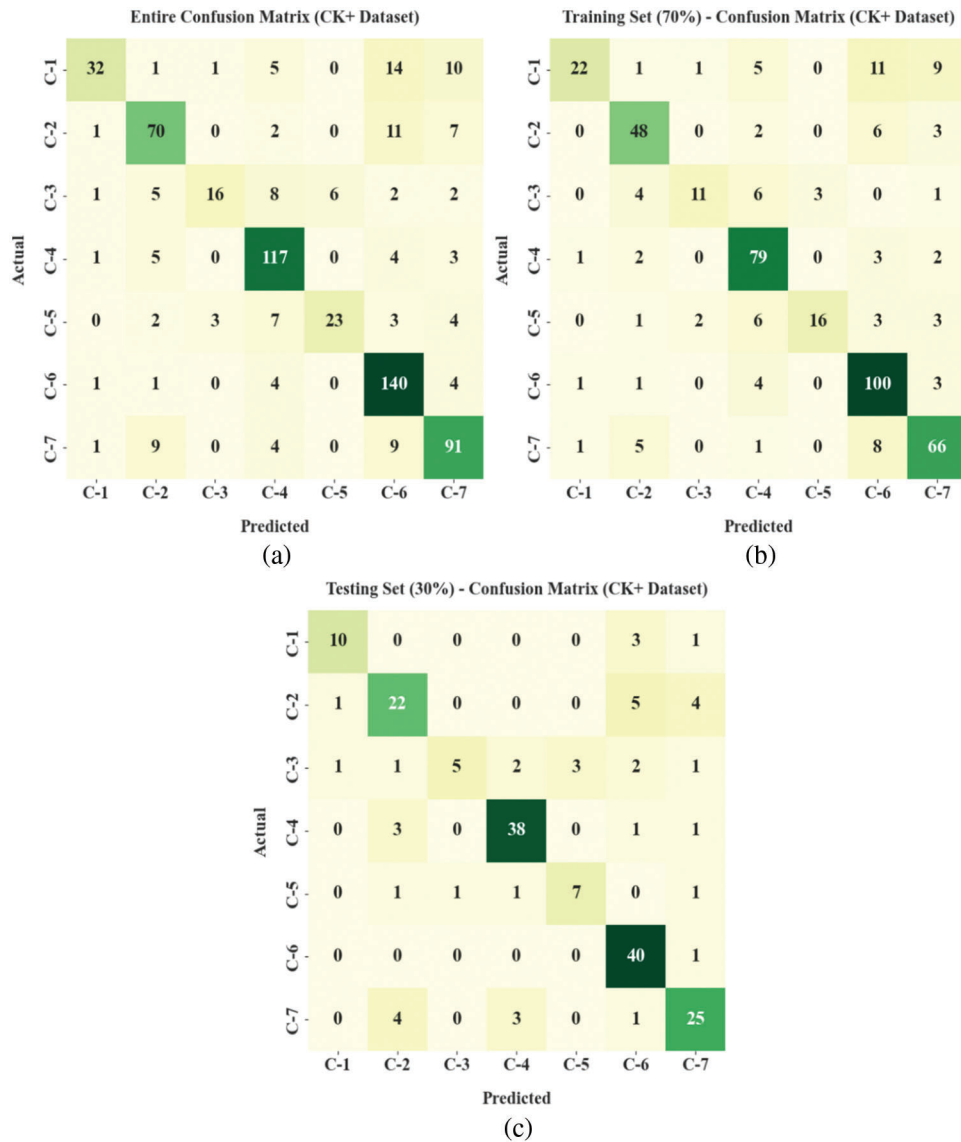 Entire Confusion Matrix (CK+ Dataset)
Actual
C-1 32 1 1 5 0 14 10
C-2 1 70 0 2 0 11 7
C-3 1 5 16 8 6 2 2
C-4 1 5 0 117 0 4 3
C-5 0 2 3 7 23 3 4
C-6 1 1 0 4 0 140 4
C-7 1 9 0 4 0 9 91
C-1 C-2 C-3 C-4 C-5 C-6 C-7
Predicted
(a)
Training Set (70%) - Confusion Matrix (CK+ Dataset)
Actual
C-1 22 1 1 5 0 11 9
C-2 0 48 0 2 0 6 3
C-3 0 4 11 6 3 0 1
C-4 1 2 0 79 0 3 2
C-5 0 1 2 6 16 3 3
C-6 1 1 0 4 0 100 3
C-7 1 5 0 1 0 8 66
C-1 C-2 C-3 C-4 C-5 C-6 C-7
Predicted
(b)
Testing Set (30%) - Confusion Matrix (CK+ Dataset)
Actual
C-1 10 0 0 0 0 3 1
C-2 1 22 0 0 0 5 4
C-3 1 1 5 2 3 2 1
C-4 0 3 0 38 0 1 1
C-5 0 1 1 1 7 0 1
C-6 0 0 0 0 0 40 1
C-7 0 4 0 3 0 1 25
C-1 C-2 C-3 C-4 C-5 C-6 C-7
Predicted
(c)